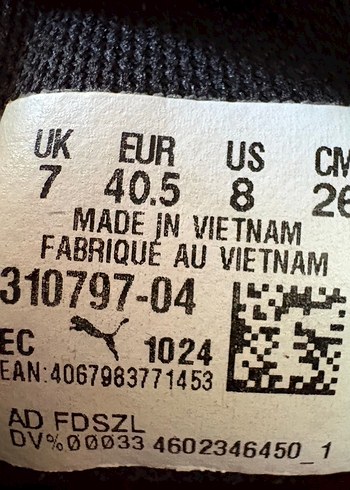 UK EUR US CM
7 40.5 8 26
MADE IN VIETNAM
FABRIQUÉ AU VIETNAM
310797-04
EC 1024
EAN:4067983771453
AD FDSZL
DV%00033 4602346450_1